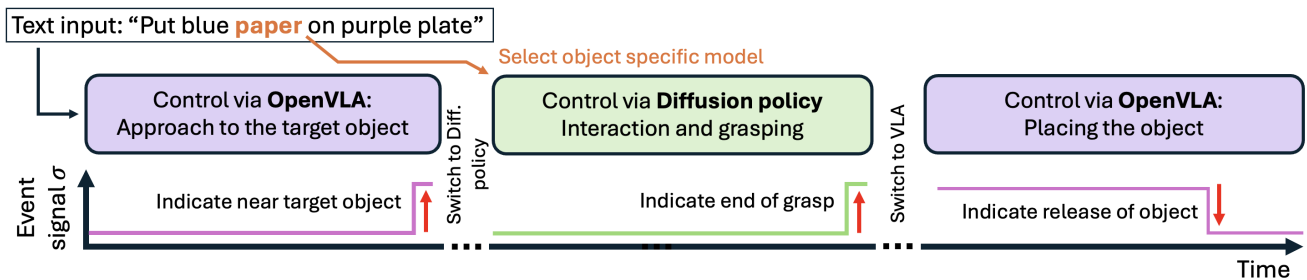 Text input: “Put blue paper on purple plate”
Select object specific model
Control via OpenVLA:
Approach to the target object
Switch to Diff.
policy
Control via Diffusion policy
Interaction and grasping
Switch to VLA
Control via OpenVLA:
Placing the object
Event
signal σ
Indicate near target object
Indicate end of grasp
Indicate release of object
Time